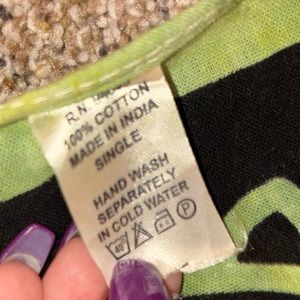 R.N.
100% COTTON
MADE IN INDIA
SINGLE
HAND WASH
SEPARATELY
IN COLD WATER
P